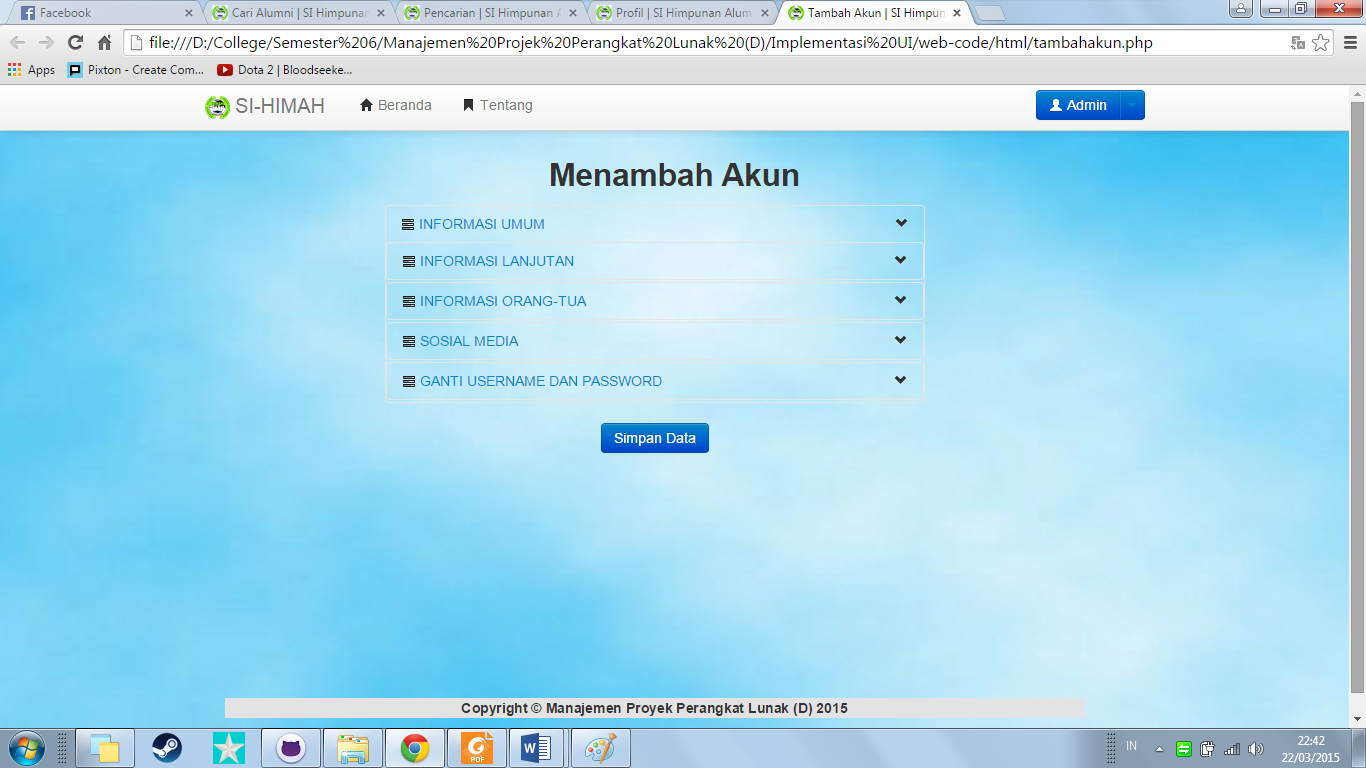 Facebook
Cari Alumni | SI Himpunan
Pencarian | SI Himpunan A
Profil | SI Himpunan Alum
Tambah Akun | SI Himpun
file:///D:/College/Semester%206/Manajemen%20Projek%20Perangkat%20Lunak%20(D)/Implementasi%20UI/web-code/html/tambahakun.php
Apps
Pixton - Create Com...
Dota 2 | Bloodseeke...
SI-HIMAH
Beranda
Tentang
Admin
Menambah Akun
INFORMASI UMUM
INFORMASI LANJUTAN
INFORMASI ORANG-TUA
SOSIAL MEDIA
GANTI USERNAME DAN PASSWORD
Simpan Data
Copyright © Manajemen Proyek Perangkat Lunak (D) 2015
PDF
IN
22:42
22/03/2015